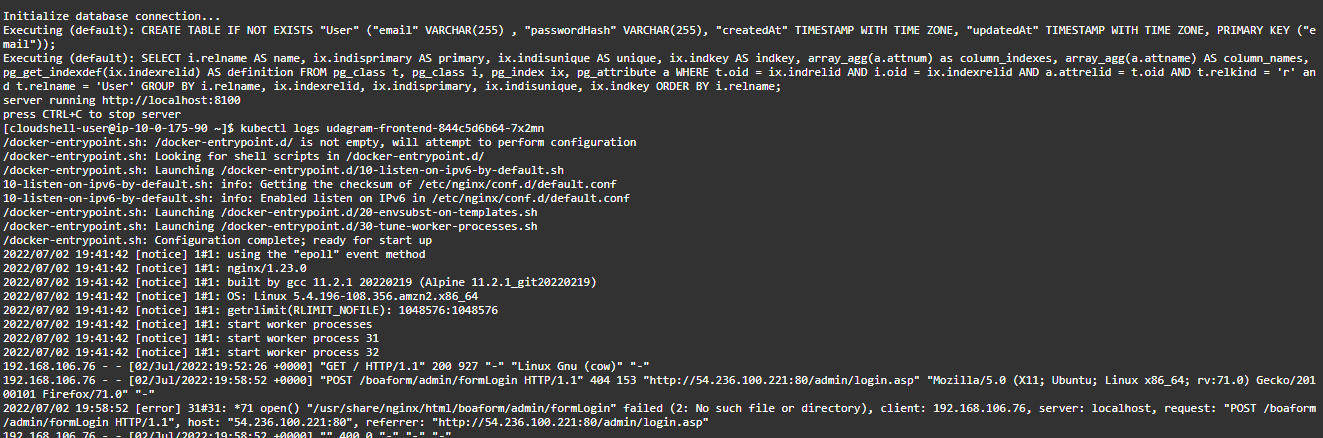 Initialize database connection...
Executing (default): CREATE TABLE IF NOT EXISTS "User" ("email" VARCHAR(255) , "passwordHash" VARCHAR(255), "createdAt" TIMESTAMP WITH TIME ZONE, "updatedAt" TIMESTAMP WITH TIME ZONE, PRIMARY KEY ("e
mail"));
Executing (default): SELECT i.relname AS name, ix.indisprimary AS primary, ix.indisunique AS unique, ix.indkey AS indkey, array_agg(a.attnum) as column_indexes, array_agg(a.attname) AS column_names,
pg_get_indexdef(ix.indexrelid) AS definition FROM pg_class t, pg_class i, pg_index ix, pg_attribute a WHERE t.oid = ix.indrelid AND i.oid = ix.indexrelid AND a.attrelid = t.oid AND t.relkind = 'r' an
d t.relname = 'User' GROUP BY i.relname, ix.indexrelid, ix.indisprimary, ix.indisunique, ix.indkey ORDER BY i.relname;
server running http://localhost:8100
press CTRL+C to stop server
[cloudshell-user@ip-10-0-175-90 ~]$ kubectl logs udagram-frontend-844c5d6b64-7x2mn
/docker-entrypoint.sh: /docker-entrypoint.d/ is not empty, will attempt to perform configuration
/docker-entrypoint.sh: Looking for shell scripts in /docker-entrypoint.d/
/docker-entrypoint.sh: Launching /docker-entrypoint.d/10-listen-on-ipv6-by-default.sh
10-listen-on-ipv6-by-default.sh: info: Getting the checksum of /etc/nginx/conf.d/default.conf
10-listen-on-ipv6-by-default.sh: info: Enabled listen on IPv6 in /etc/nginx/conf.d/default.conf
/docker-entrypoint.sh: Launching /docker-entrypoint.d/20-envsubst-on-templates.sh
/docker-entrypoint.sh: Launching /docker-entrypoint.d/30-tune-worker-processes.sh
/docker-entrypoint.sh: Configuration complete; ready for start up
2022/07/02 19:41:42 [notice] 1#1: using the "epoll" event method
2022/07/02 19:41:42 [notice] 1#1: nginx/1.23.0
2022/07/02 19:41:42 [notice] 1#1: built by gcc 11.2.1 20220219 (Alpine 11.2.1_git20220219)
2022/07/02 19:41:42 [notice] 1#1: OS: Linux 5.4.196-108.356.amzn2.x86_64
2022/07/02 19:41:42 [notice] 1#1: getrlimit(RLIMIT_NOFILE): 1048576:1048576
2022/07/02 19:41:42 [notice] 1#1: start worker processes
2022/07/02 19:41:42 [notice] 1#1: start worker process 31
2022/07/02 19:41:42 [notice] 1#1: start worker process 32
192.168.106.76 - - [02/Jul/2022:19:52:26 +0000] "GET / HTTP/1.1" 200 927 "-" "Linux Gnu (cow)" "-"
192.168.106.76 - - [02/Jul/2022:19:58:52 +0000] "POST /boaform/admin/formLogin HTTP/1.1" 404 153 "http://54.236.100.221:80/admin/login.asp" "Mozilla/5.0 (X11; Ubuntu; Linux x86_64; rv:71.0) Gecko/20
100101 Firefox/71.0" "-"
2022/07/02 19:58:52 [error] 31#31: *71 open() "/usr/share/nginx/html/boaform/admin/formLogin" failed (2: No such file or directory), client: 192.168.106.76, server: localhost, request: "POST /boaform
/admin/formLogin HTTP/1.1", host: "54.236.100.221:80", referrer: "http://54.236.100.221:80/admin/login.asp"
192.168.106.76 - - [02/Jul/2022:19:58:52 +0000] "" 400 0 "-" "-" "-"